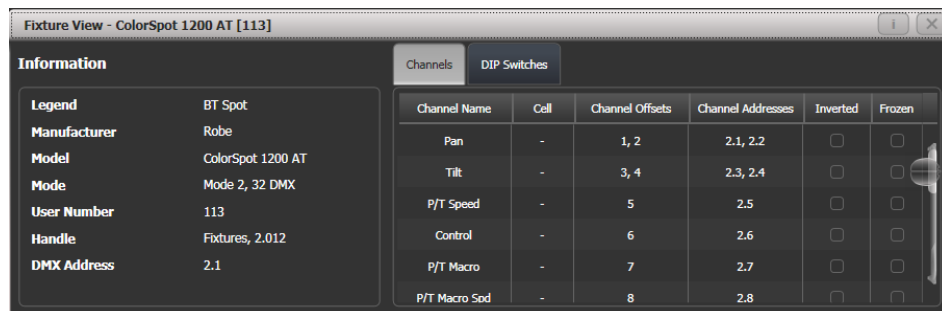 Fixture View - ColorSpot 1200 AT [113]
i
Information
Channels DIP Switches
Legend BT Spot
Manufacturer Robe
Model ColorSpot 1200 AT
Mode Mode 2, 32 DMX
User Number 113
Handle Fixtures, 2.012
DMX Address 2.1
Channel Name Cell Channel Offsets Channel Addresses Inverted Frozen
Pan - 1, 2 2.1, 2.2
Tilt - 3, 4 2.3, 2.4
P/T Speed - 5 2.5
Control - 6 2.6
P/T Macro - 7 2.7
P/T Macro Spd - 8 2.8